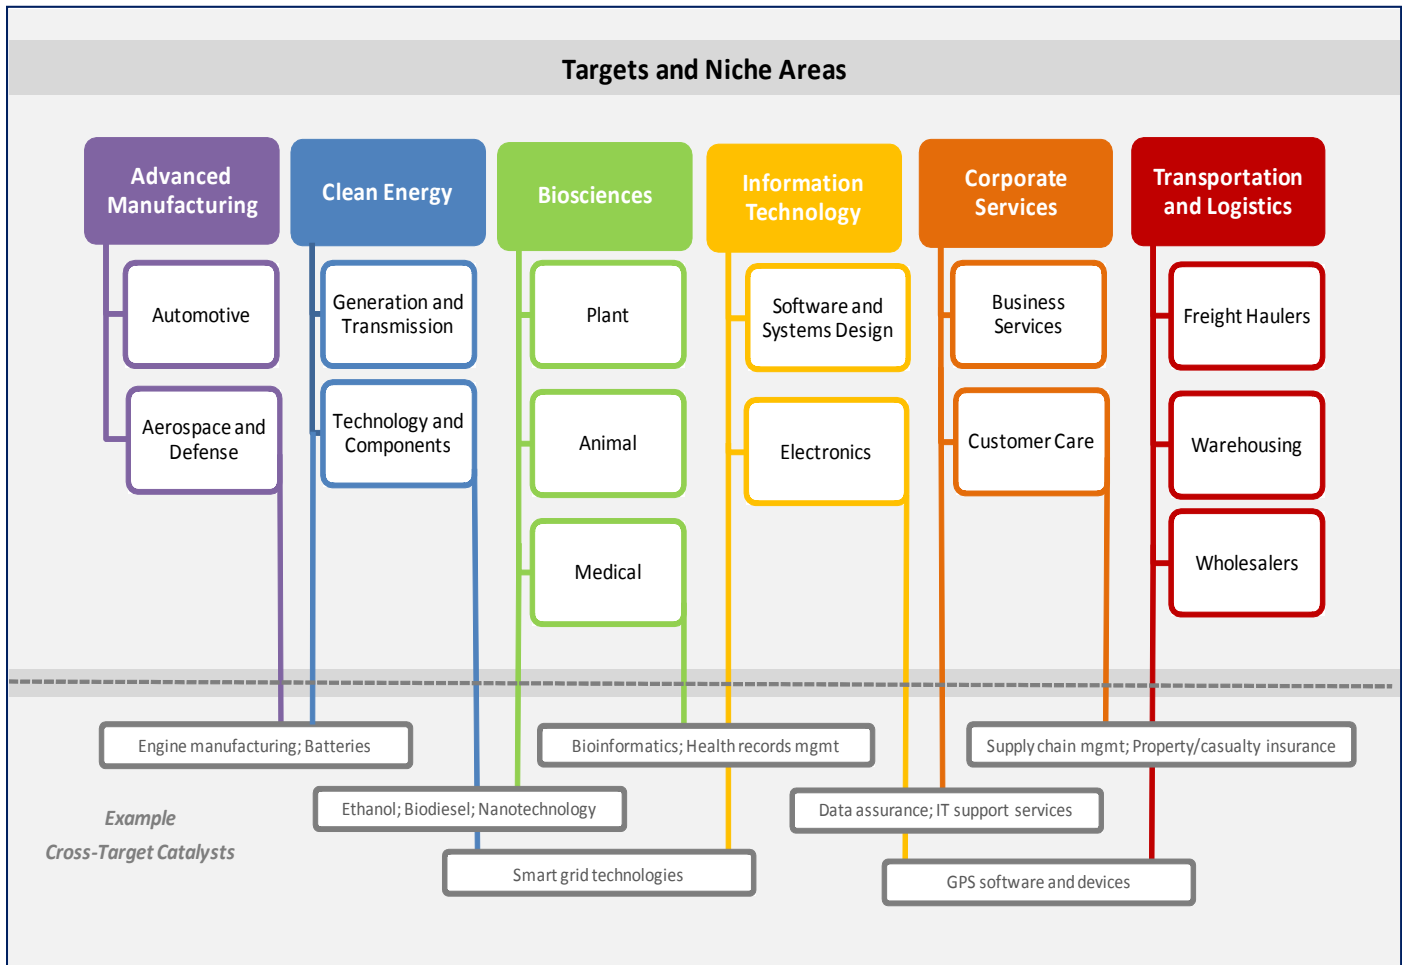 Targets and Niche Areas
Advanced
Manufacturing
Clean Energy
Biosciences
Information
Technology
Corporate
Services
Transportation
and Logistics
Automotive
Generation and
Transmission
Plant
Software and
Systems Design
Business
Services
Freight Haulers
Aerospace and
Defense
Technology and
Components
Animal
Electronics
Customer Care
Warehousing
Medical
Wholesalers
Engine manufacturing; Batteries
Bioinformatics; Health records mgmt
Supply chain mgmt; Property/casualty insurance
Ethanol; Biodiesel; Nanotechnology
Data assurance; IT support services
Example
Cross-Target Catalysts
Smart grid technologies
GPS software and devices